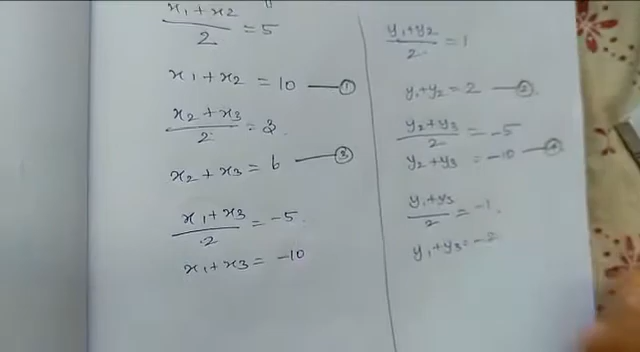 x₁ + x₂ / 2 = 5
x₁ + x₂ = 10 —— ①
x₂ + x₃ / 2 = 3.
x₂ + x₃ = 6 —— ③
x₁ + x₃ / 2 = -5.
x₁ + x₃ = -10
y₁+y₂ / 2 = 1
y₁+y₂ = 2 —— ②.
y₂+y₃ / 2 = -5
y₂+y₃ = -10 —— ④
y₁+y₃ / 2 = -1.
y₁+y₃ = -2